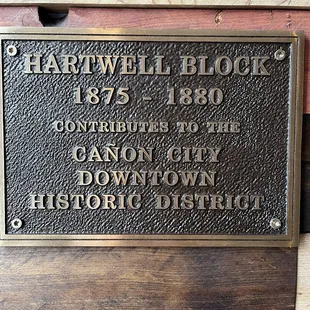 HARTWELL BLOCK
1875 - 1880
CONTRIBUTES TO THE
CAÑON CITY
DOWNTOWN
HISTORIC DISTRICT